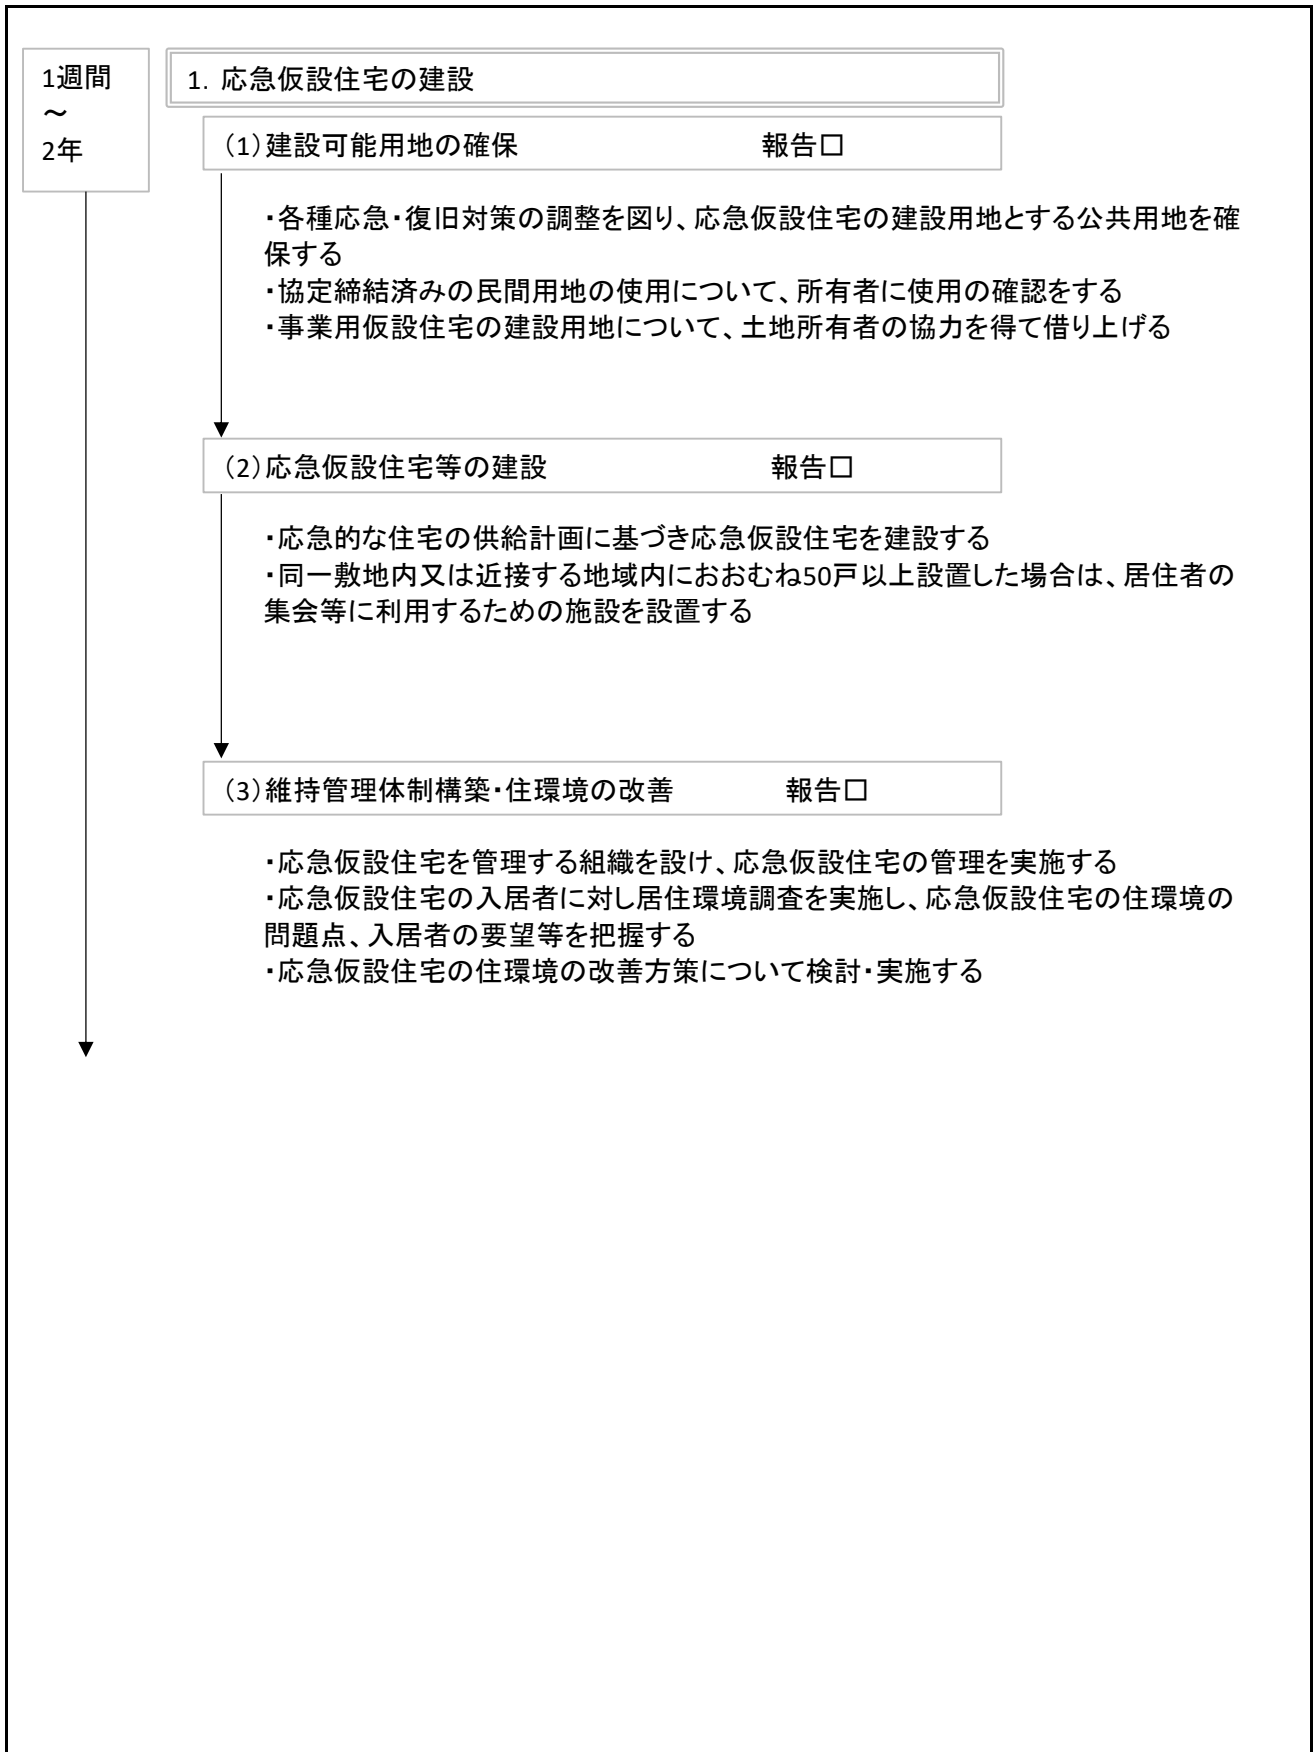 1週間
～
2年
1．応急仮設住宅の建設
（1）建設可能用地の確保　報告□
・各種応急・復旧対策の調整を図り、応急仮設住宅の建設用地とする公共用地を確
保する
・協定締結済みの民間用地の使用について、所有者に使用の確認をする
・事業用仮設住宅の建設用地について、土地所有者の協力を得て借り上げる
（2）応急仮設住宅等の建設　報告□
・応急的な住宅の供給計画に基づき応急仮設住宅を建設する
・同一敷地内又は近接する地域内におおむね50戸以上設置した場合は、居住者の
集会等に利用するための施設を設置する
（3）維持管理体制構築・住環境の改善　報告□
・応急仮設住宅を管理する組織を設け、応急仮設住宅の管理を実施する
・応急仮設住宅の入居者に対し居住環境調査を実施し、応急仮設住宅の住環境の
問題点、入居者の要望等を把握する
・応急仮設住宅の住環境の改善方策について検討・実施する